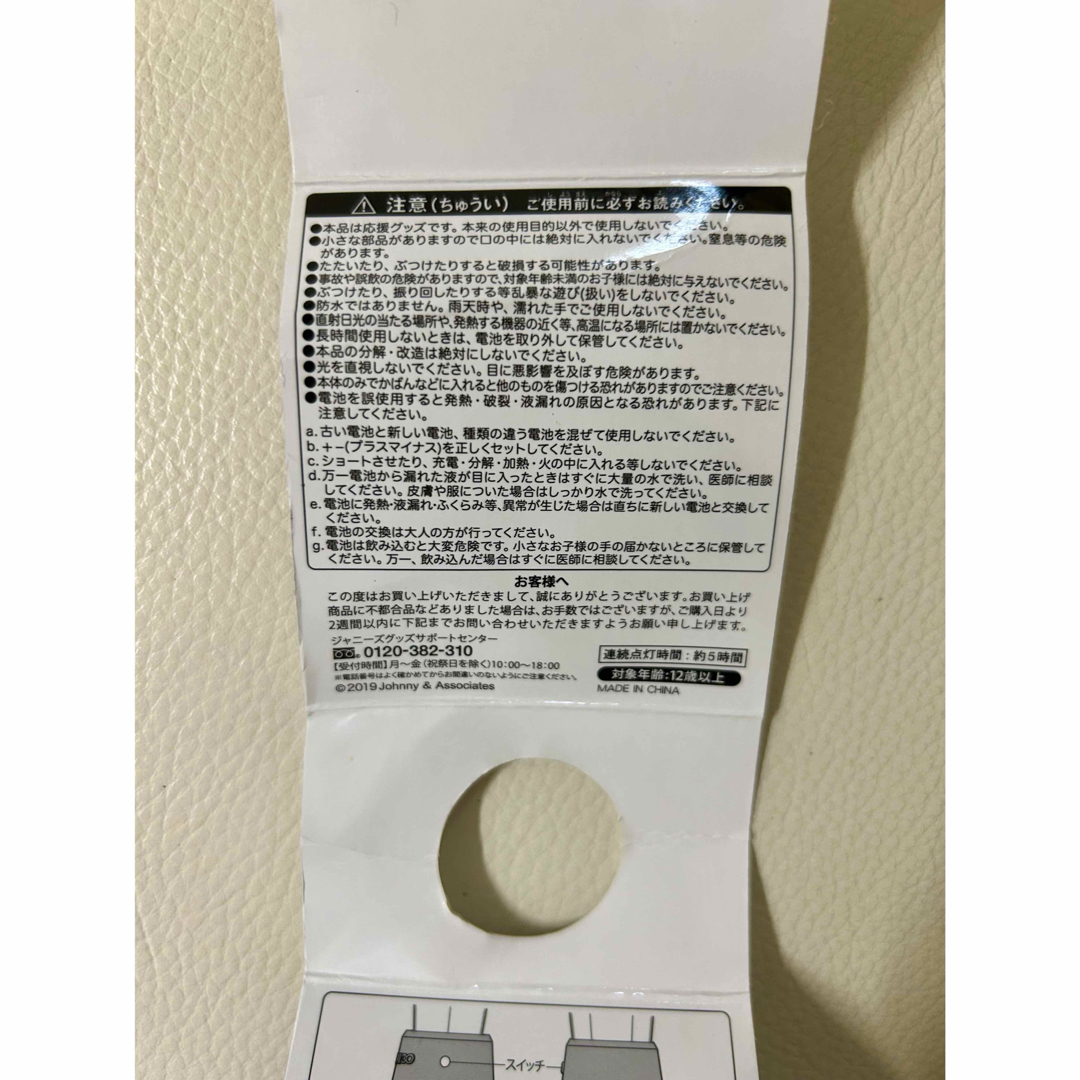 注意(ちゅうい) ご使用前に必ずお読みください。
●本品は応援グッズです。本来の使用目的以外で使用しないでください。
●小さな部品がありますので口の中には絶対に入れないでください。窒息等の危険
があります。
●たたいたり、ぶつけたりすると破損する可能性があります。
●事故や誤飲の危険がありますので、対象年齢未満のお子様には絶対に与えないでください。
●ぶつけたり、振り回したりする等乱暴な遊び(扱い)をしないでください。
●防水ではありません。雨天時や、濡れた手でご使用しないでください。
●直射日光の当たる場所や、発熱する機器の近く等、高温になる場所には置かないでください。
●長時間使用しないときは、電池を取り外して保管してください。
●本品の分解・改造は絶対にしないでください。
●光を直視しないでください。目に悪影響を及ぼす危険があります。
●本体のみでかばんなどに入れると他のものを傷つける恐れがありますのでご注意ください。
●電池を誤使用すると発熱・破裂・液漏れの原因となる恐れがあります。下記に
注意してください。
a.古い電池と新しい電池、種類の違う電池を混ぜて使用しないでください。
b.+−(プラスマイナス)を正しくセットしてください。
c.ショートさせたり、充電・分解・加熱・火の中に入れる等しないでください。
d.万一電池から漏れた液が目に入ったときはすぐに大量の水で洗い、医師に相談
してください。皮膚や服についた場合はしっかり水で洗ってください。
e.電池に発熱・液漏れ・ふくらみ等、異常が生じた場合は直ちに新しい電池と交換して
ください。
f.電池の交換は大人の方が行ってください。
g.電池は飲み込むと大変危険です。小さなお子様の手の届かないところに保管して
ください。万一、飲み込んだ場合はすぐに医師に相談してください。
お客様へ
この度はお買い上げいただきまして、誠にありがとうございます。お買い上げ
商品に不都合品などありました場合は、お手数ではございますが、ご購入日より
2週間以内に下記までお問い合わせいただきますようお願い申し上げます。
ジャニーズグッズサポートセンター
0120-382-310
【受付時間】月〜金(祝祭日を除く)10:00〜18:00
※電話番号はよく確かめてからお間違いのないようにご注意ください。
©2019 Johnny & Associates
連続点灯時間:約5時間
対象年齢:12歳以上
MADE IN CHINA
スイッチ